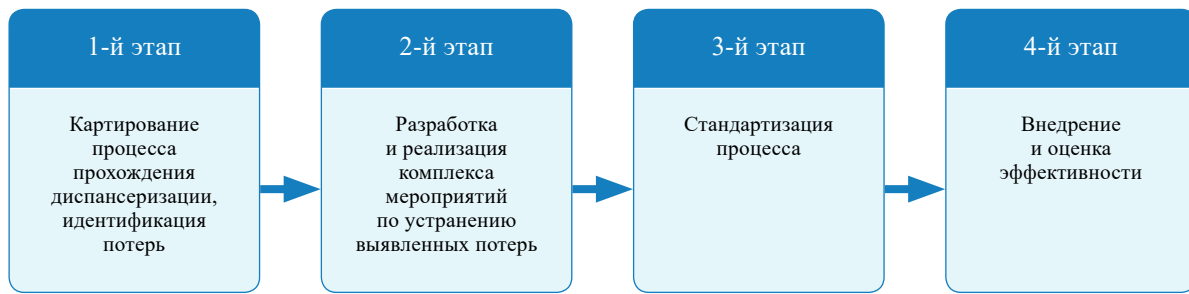 1-й этап
Картирование
процесса
прохождения
диспансеризации,
идентификация
потерь
2-й этап
Разработка
и реализация
комплекса
мероприятий
по устранению
выявленных потерь
3-й этап
Стандартизация
процесса
4-й этап
Внедрение
и оценка
эффективности